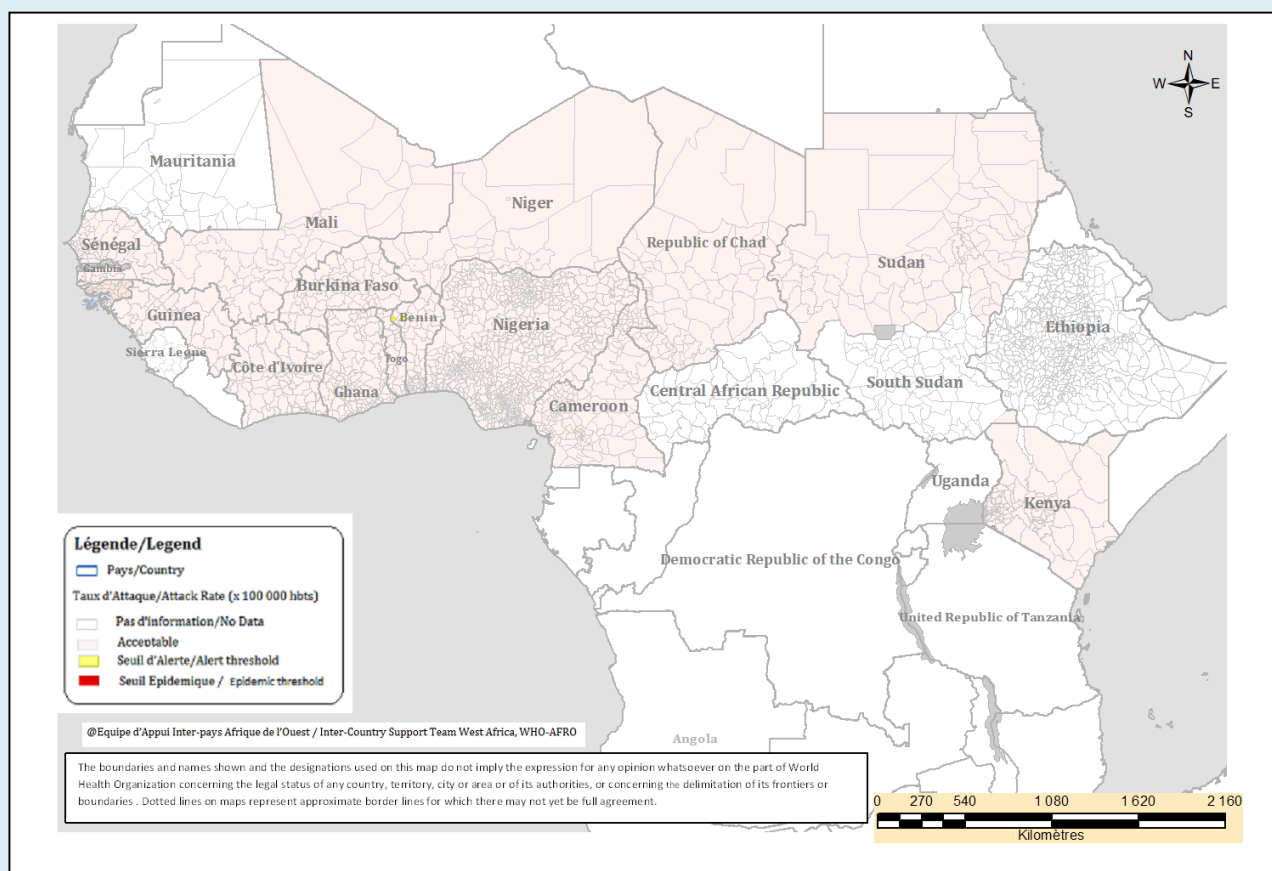 N
W E
S
Mauritania
Mali
Niger
Republic of Chad
Sudan
Sénégal
Gambia
Burkina Faso
Guinea
Benin
Nigeria
Ethiopia
Sierra Leone
Côte d'Ivoire
Togo
Ghana
Cameroon
Central African Republic
South Sudan
Uganda
Kenya
Democratic Republic of the Congo
United Republic of Tanzania
Angola
Légende/Legend
Pays/Country
Taux d'Attaque/Attack Rate (x 100 000 hbts)
Pas d'information/No Data
Acceptable
Seuil d'Alerte/Alert threshold
Seuil Epidemique / Epidemic threshold
@Equipe d'Appui Inter-pays Afrique de l'Ouest / Inter-Country Support Team West Africa, WHO-AFRO
The boundaries and names shown and the designations used on this map do not imply the expression for any opinion whatsoever on the part of World
Health Organization concerning the legal status of any country, territory, city or area or of its authorities, or concerning the delimitation of its frontiers or
boundaries . Dotted lines on maps represent approximate border lines for which there may not yet be full agreement.
0 270 540 1 080 1 620 2 160
Kilomètres